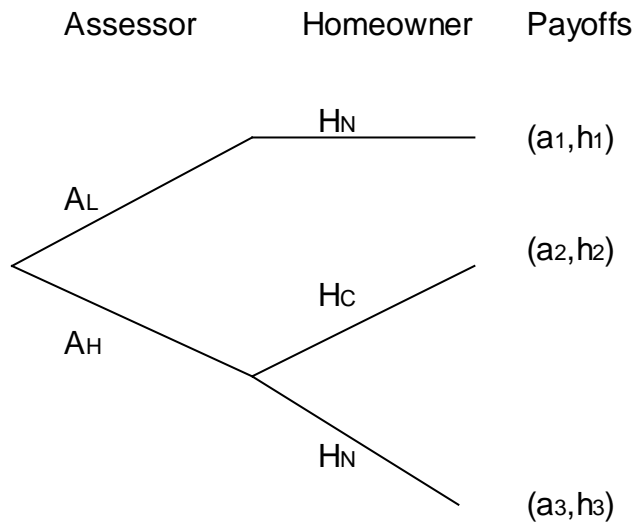 Assessor Homeowner Payoffs
HN (a1,h1)
AL
(a2,h2)
HC
AH
HN
(a3,h3)